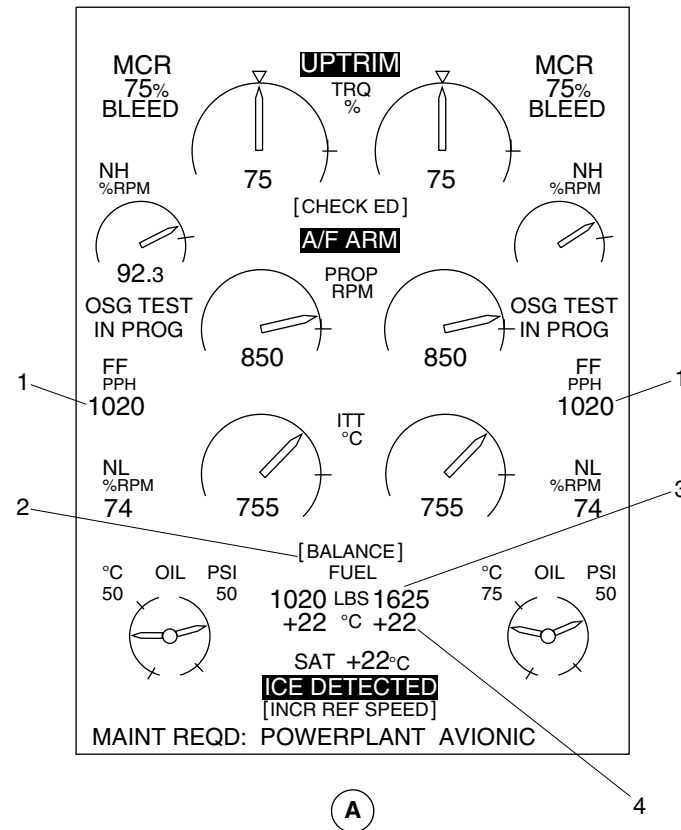 UPTRIM
MCR
75%
BLEED
TRQ
%
MCR
75%
BLEED
75
75
[CHECK ED]
NH
%RPM
92.3
A/F ARM
PROP
RPM
NH
%RPM
OSG TEST
IN PROG
850
850
OSG TEST
IN PROG
1
FF
PPH
1020
FF
PPH
1020
1
ITT
°C
NL
%RPM
74
755
755
NL
%RPM
74
2
3
[BALANCE]
FUEL
1020 LBS 1625
+22 °C +22
°C OIL PSI
50 50
°C OIL PSI
75 50
SAT +22°C
ICE DETECTED
[INCR REF SPEED]
MAINT REQD: POWERPLANT AVIONIC
4
A